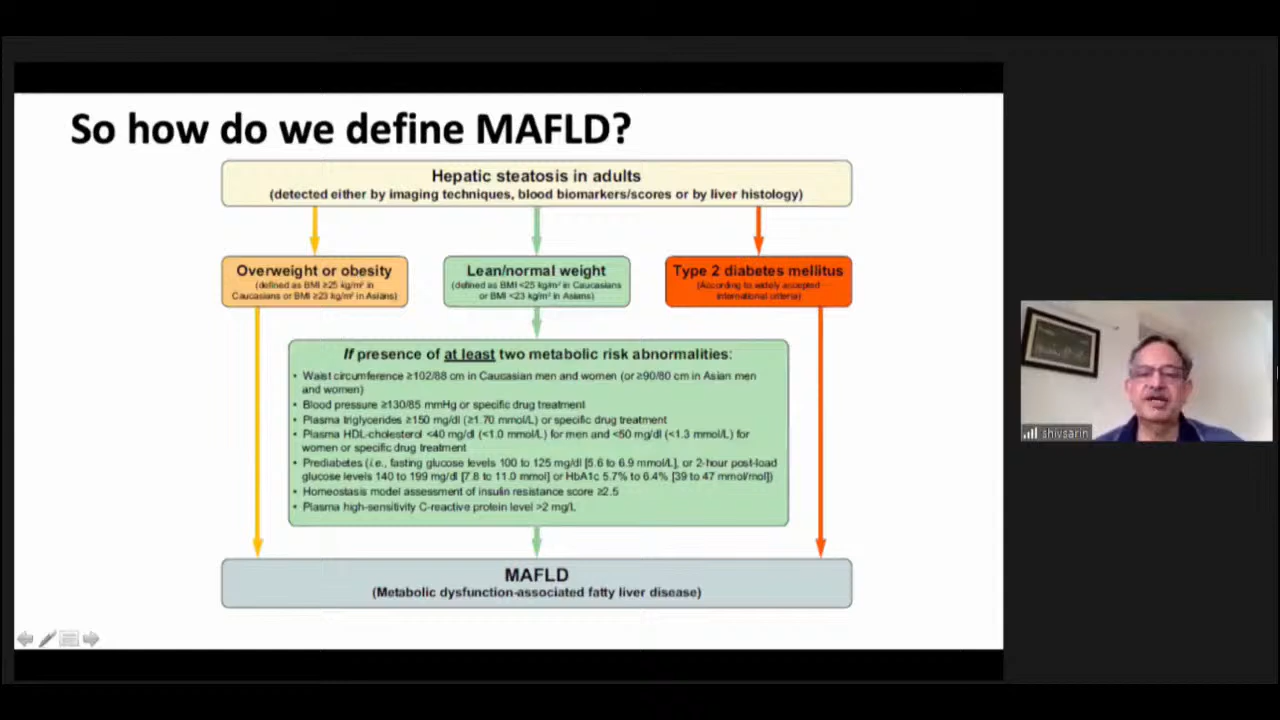 So how do we define MAFLD?
Hepatic steatosis in adults
(detected either by imaging techniques, blood biomarkers/scores or by liver histology)
Overweight or obesity
(defined as BMI ≥25 kg/m² in
Caucasians or BMI ≥23 kg/m² in Asians)
Lean/normal weight
(defined as BMI <25 kg/m² in Caucasians
or BMI <23 kg/m² in Asians)
Type 2 diabetes mellitus
(According to widely accepted
international criteria)
If presence of at least two metabolic risk abnormalities:
• Waist circumference ≥102/88 cm in Caucasian men and women (or ≥90/80 cm in Asian men
and women)
• Blood pressure ≥130/85 mmHg or specific drug treatment
• Plasma triglycerides ≥150 mg/dl (≥1.70 mmol/L) or specific drug treatment
• Plasma HDL-cholesterol <40 mg/dl (<1.0 mmol/L) for men and <50 mg/dl (<1.3 mmol/L) for
women or specific drug treatment
• Prediabetes (i.e., fasting glucose levels 100 to 125 mg/dl [5.6 to 6.9 mmol/L], or 2-hour post-load
glucose levels 140 to 199 mg/dl [7.8 to 11.0 mmol] or HbA1c 5.7% to 6.4% [39 to 47 mmol/mol])
• Homeostasis model assessment of insulin resistance score ≥2.5
• Plasma high-sensitivity C-reactive protein level >2 mg/L
MAFLD
(Metabolic dysfunction-associated fatty liver disease)
shivsarin